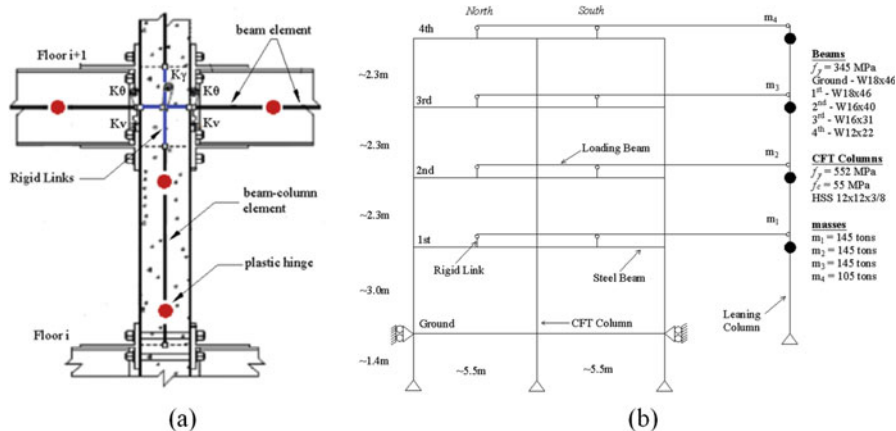 Floor i+1
beam element
Kγ
Kθ
Kθ
Kv
Kv
Rigid Links
beam-column
element
plastic hinge
Floor i
(a)
North
South
4th
3rd
2nd
1st
Ground
~2.3m
~2.3m
~2.3m
~3.0m
~1.4m
Loading Beam
Rigid Link
Steel Beam
CFT Column
~5.5m
~5.5m
m4
m3
m2
m1
Leaning
Column
Beams
fy = 345 MPa
Ground - W18x46
1st - W18x46
2nd - W16x40
3rd - W16x31
4th - W12x22
CFT Columns
fy = 552 MPa
fc = 55 MPa
HSS 12x12x3/8
masses
m1 = 145 tons
m2 = 145 tons
m3 = 145 tons
m4 = 105 tons
(b)